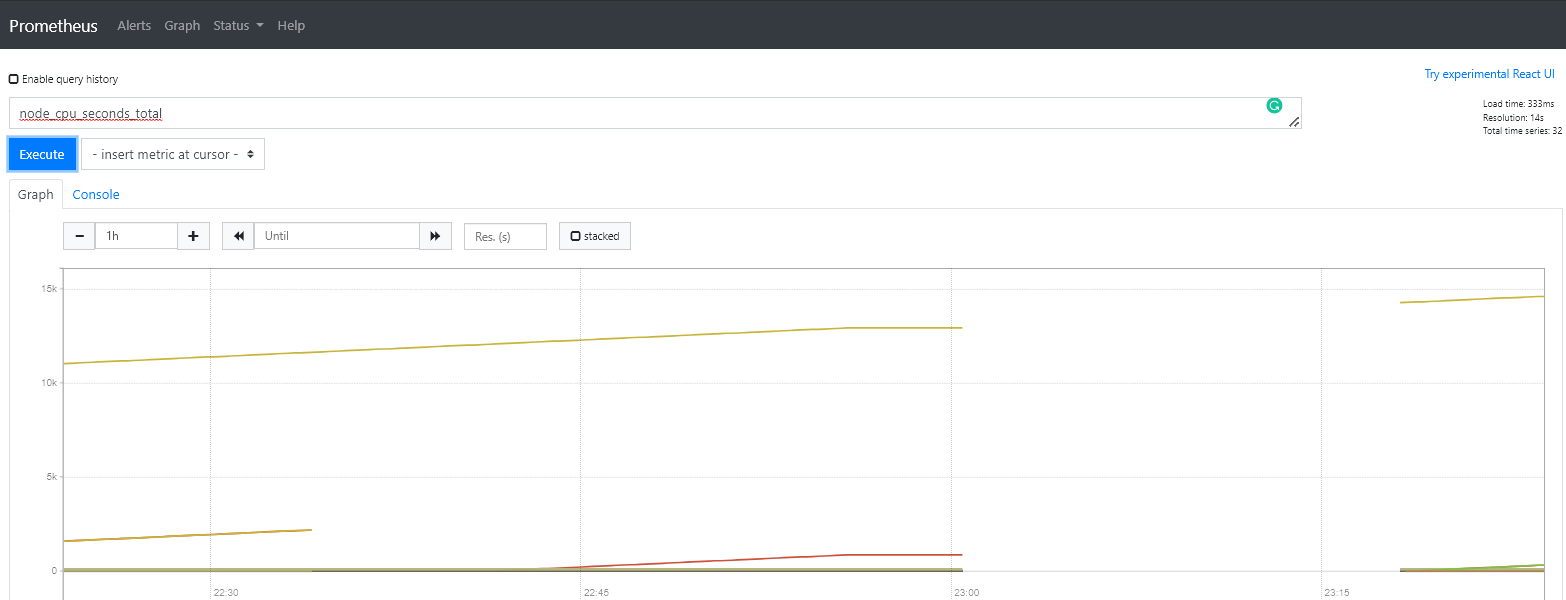 Prometheus Alerts Graph Status Help
Enable query history
Try experimental React UI
node_cpu_seconds_total
Load time: 333ms
Resolution: 14s
Total time series: 32
Execute - insert metric at cursor -
Graph Console
1h Until Res. (s) stacked
15k
10k
5k
0
22:30 22:45 23:00 23:15